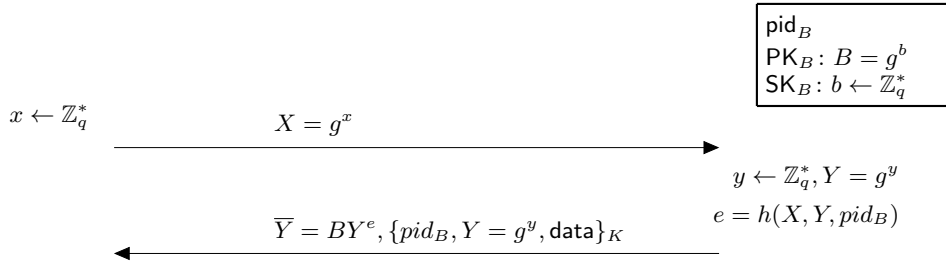 pid_B
PK_B: B = g^b
SK_B: b ← ℤ_q^*
x ← ℤ_q^*
X = g^x
y ← ℤ_q^*, Y = g^y
e = h(X, Y, pid_B)
Y̅ = BY^e, {pid_B, Y = g^y, data}_K